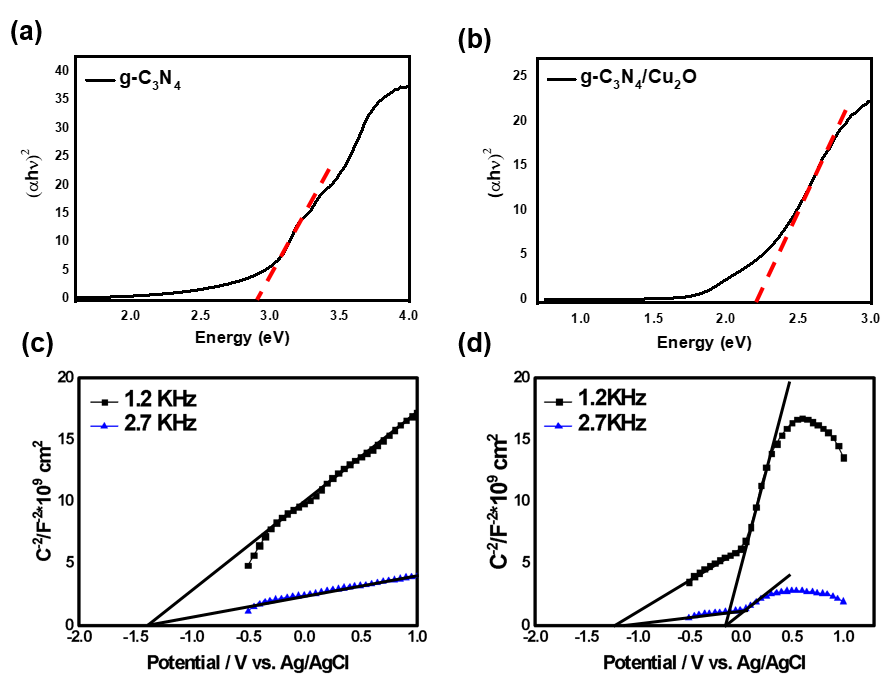 (a)
g-C₃N₄
(αhν)²
40
35
30
25
20
15
10
5
0
2.0 2.5 3.0 3.5 4.0
Energy (eV)
(b)
g-C₃N₄/Cu₂O
(αhν)²
25
20
15
10
5
0
1.0 1.5 2.0 2.5 3.0
Energy (eV)
(c)
1.2 KHz
2.7 KHz
C⁻²/F⁻²*10⁹ cm²
20
15
10
5
0
-2.0 -1.5 -1.0 -0.5 0.0 0.5 1.0
Potential / V vs. Ag/AgCl
(d)
1.2KHz
2.7KHz
C⁻²/F⁻²*10⁹ cm²
20
15
10
5
0
-2.0 -1.5 -1.0 -0.5 0.0 0.5 1.0
Potential / V vs. Ag/AgCl